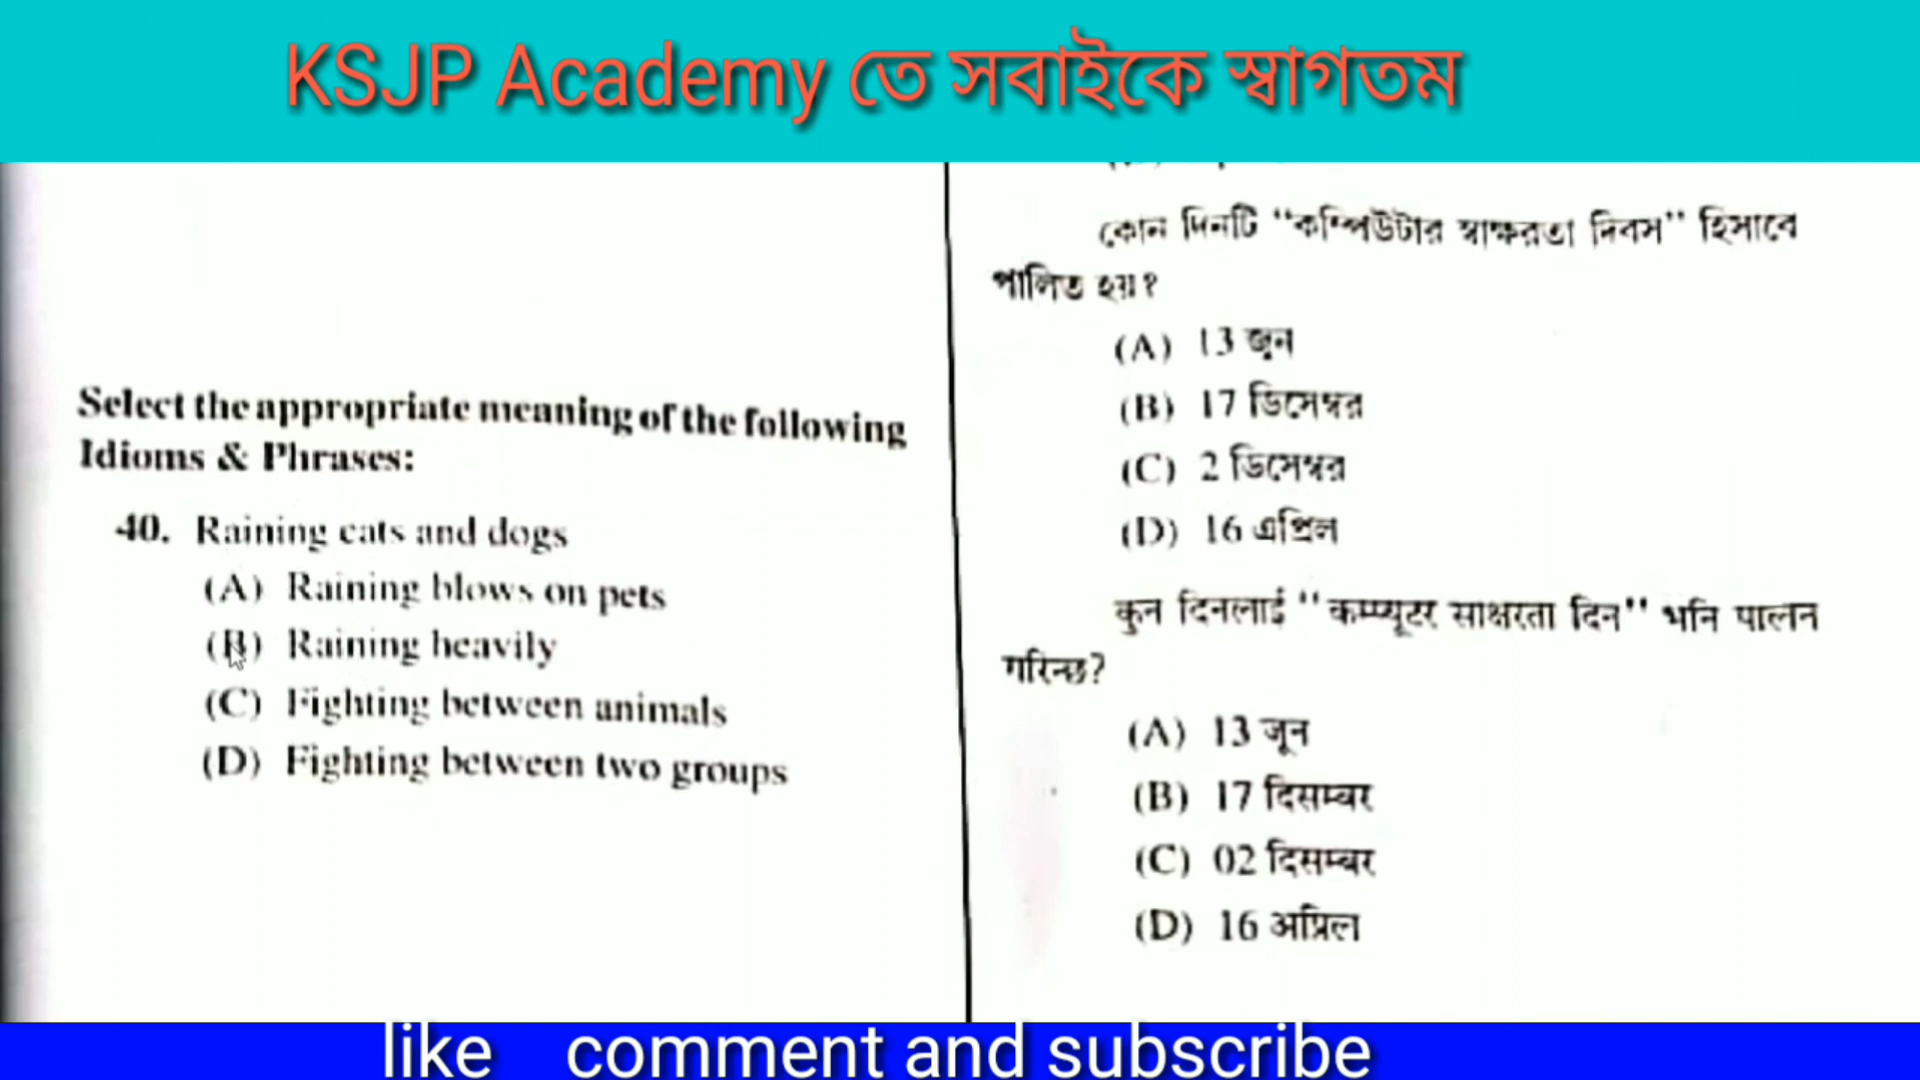 KSJP Academy তে সবাইকে স্বাগতম
Select the appropriate meaning of the following
Idioms & Phrases:
40. Raining cats and dogs
(A) Raining blows on pets
(B) Raining heavily
(C) Fighting between animals
(D) Fighting between two groups
কোন দিনটি "কম্পিউটার স্বাক্ষরতা দিবস" হিসাবে
পালিত হয়?
(A) 13 জুন
(B) 17 ডিসেম্বর
(C) 2 ডিসেম্বর
(D) 16 এপ্রিল
कुन दिनलाई "कम्प्यूटर साक्षरता दिन" भनि पालन
गरिन्छ?
(A) 13 जून
(B) 17 दिसम्बर
(C) 02 दिसम्बर
(D) 16 अप्रिल
like comment and subscribe